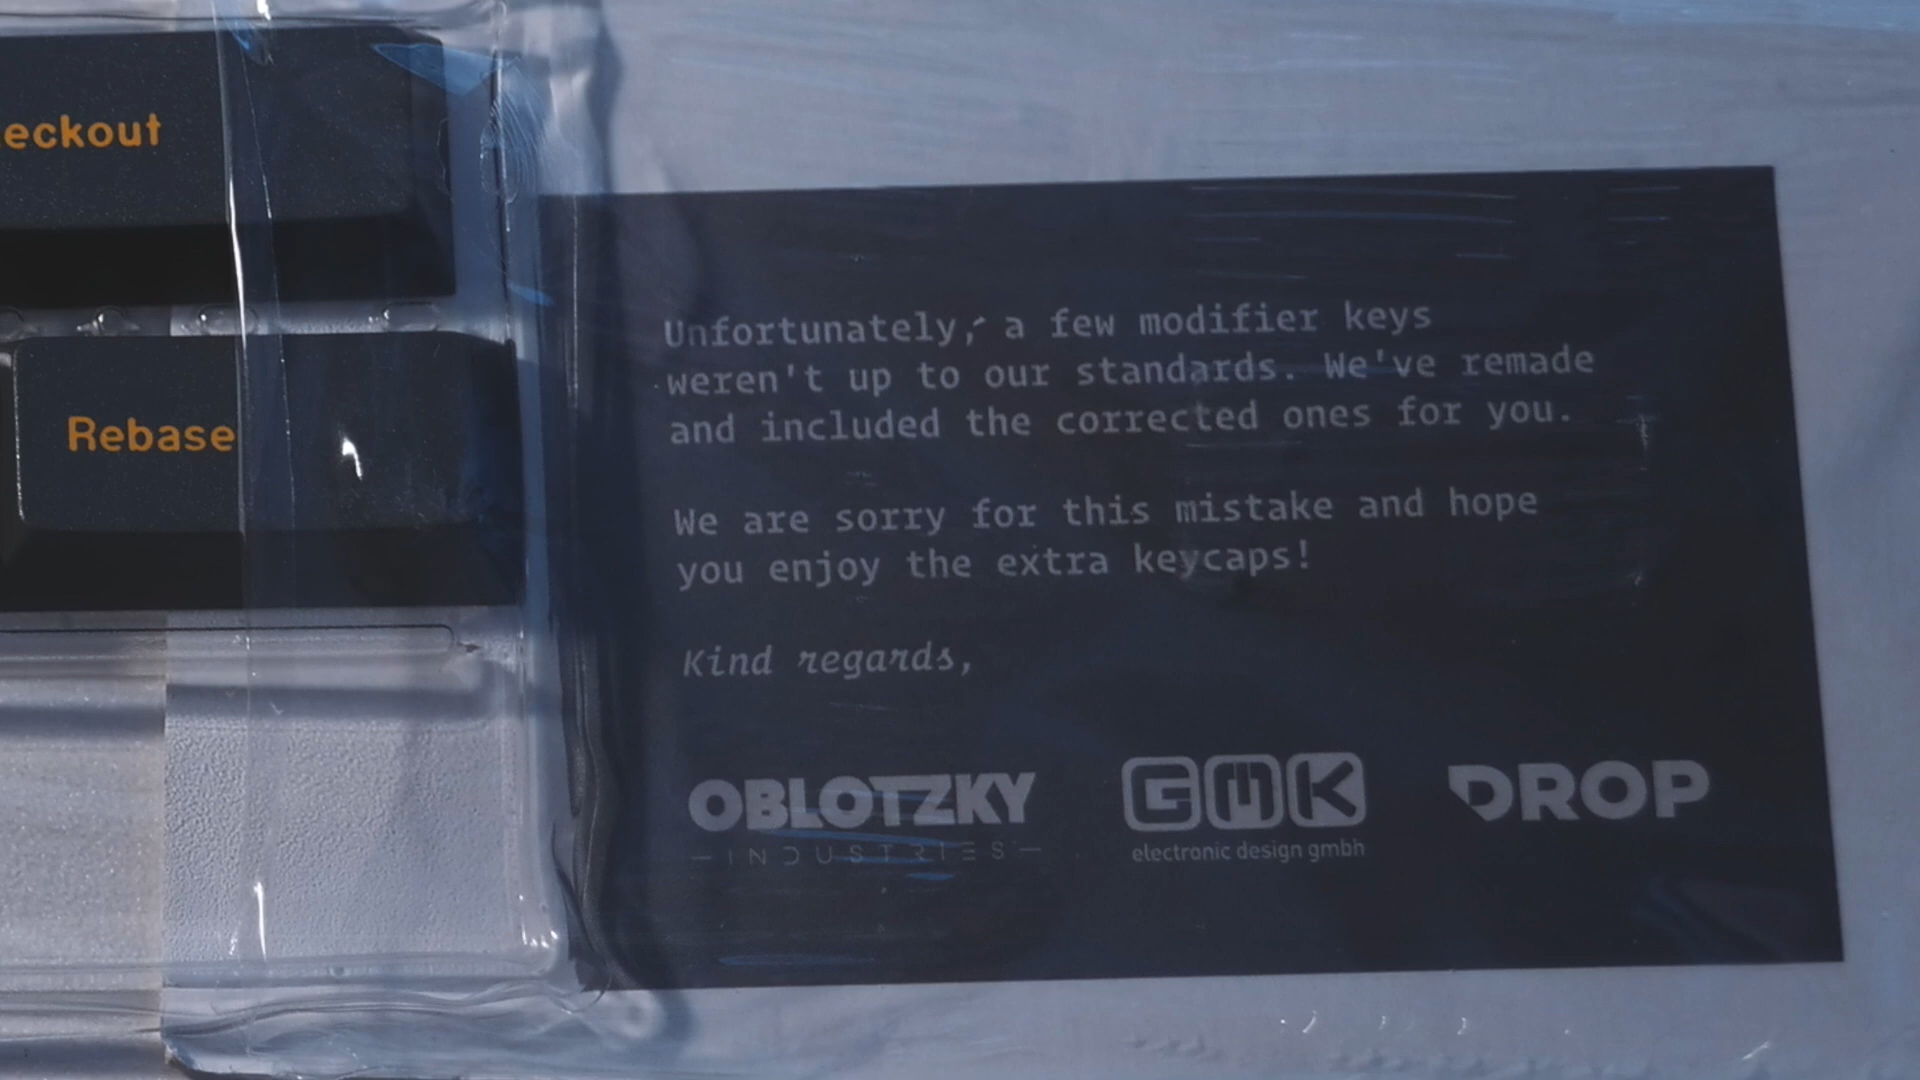 eckout
Rebase
Unfortunately, a few modifier keys
weren't up to our standards. We've remade
and included the corrected ones for you.
We are sorry for this mistake and hope
you enjoy the extra keycaps!
Kind regards,
OBLOTZKY
INDUSTRIES
GMK
electronic design gmbh
DROP